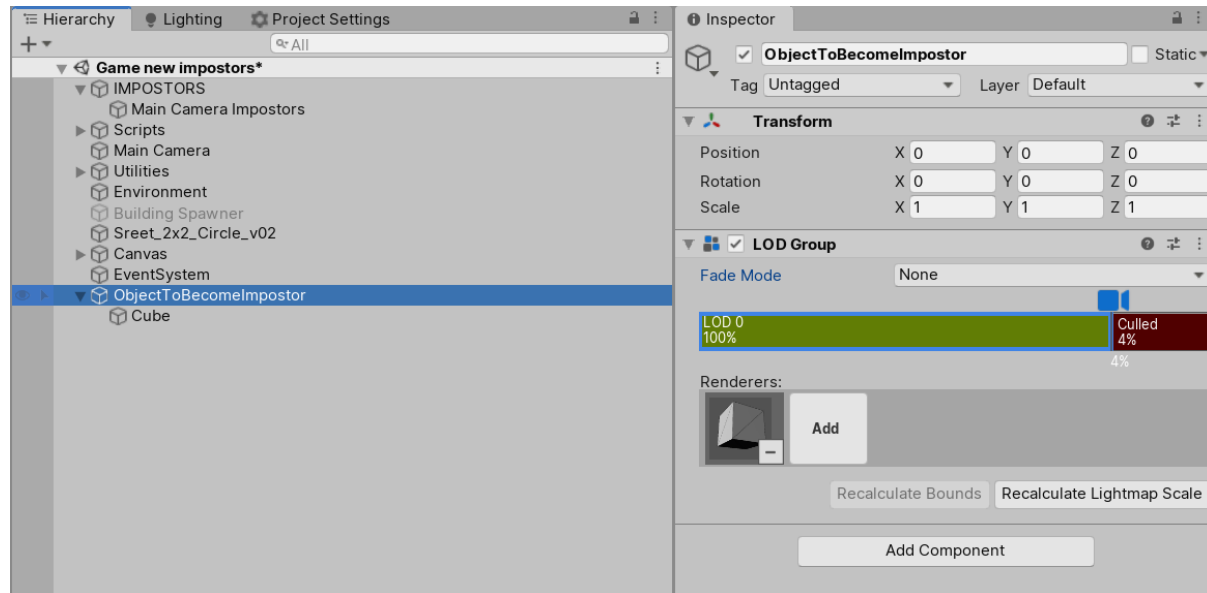 Hierarchy
Lighting
Project Settings
All
Game new impostors*
IMPOSTORS
Main Camera Impostors
Scripts
Main Camera
Utilities
Environment
Building Spawner
Sreet_2x2_Circle_v02
Canvas
EventSystem
ObjectToBecomeImpostor
Cube
Inspector
ObjectToBecomeImpostor Static
Tag Untagged Layer Default
Transform
Position X 0 Y 0 Z 0
Rotation X 0 Y 0 Z 0
Scale X 1 Y 1 Z 1
LOD Group
Fade Mode None
LOD 0 Culled
100% 4%
4%
Renderers:
Add
Recalculate Bounds Recalculate Lightmap Scale
Add Component